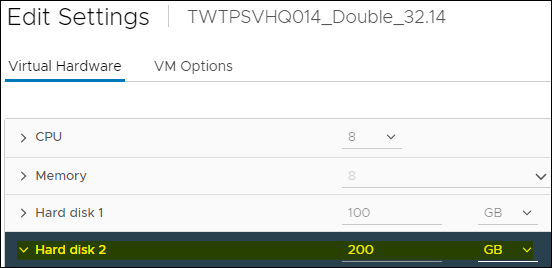 Edit Settings | TWTPSVHQ014_Double_32.14
Virtual Hardware VM Options
CPU 8
Memory 8
Hard disk 1 100 GB
Hard disk 2 200 GB